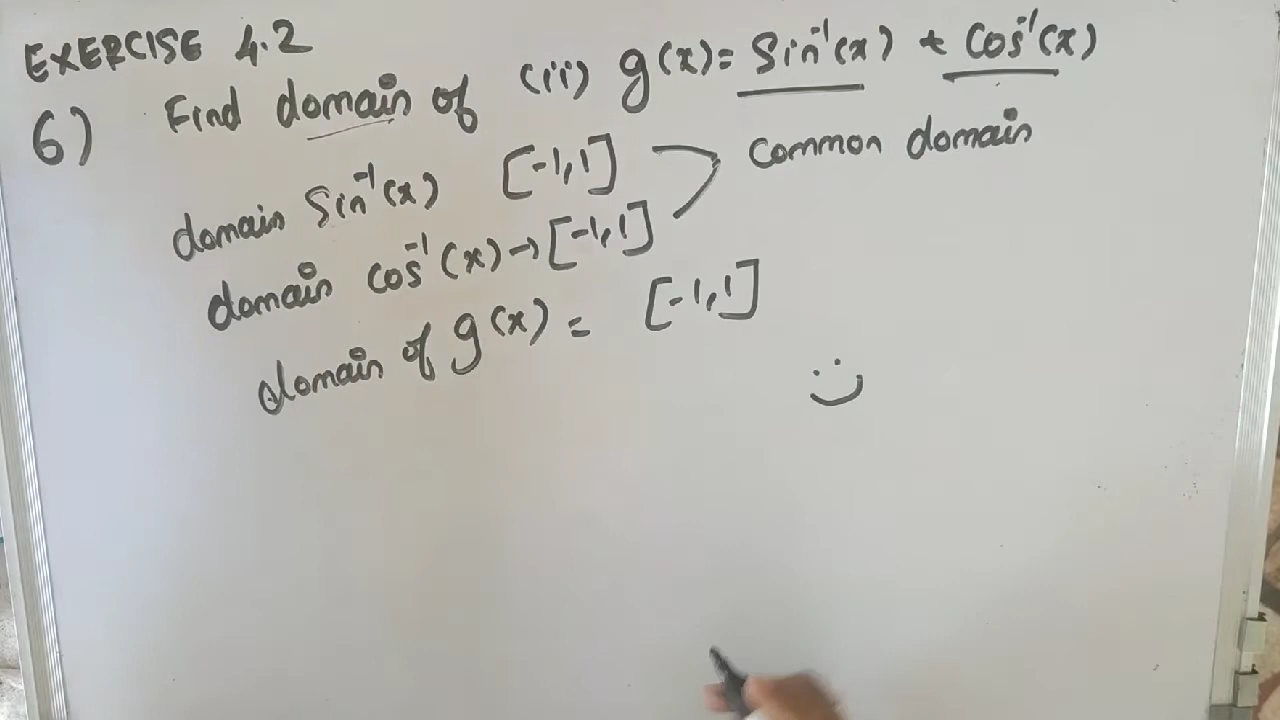 EXERCISE 4.2
6) Find domain of (ii) g(x) = Sin⁻¹(x) + Cos⁻¹(x)
domain Sin⁻¹(x) [-1,1] common domain
domain cos⁻¹(x) → [-1,1]
domain of g(x) = [-1,1]